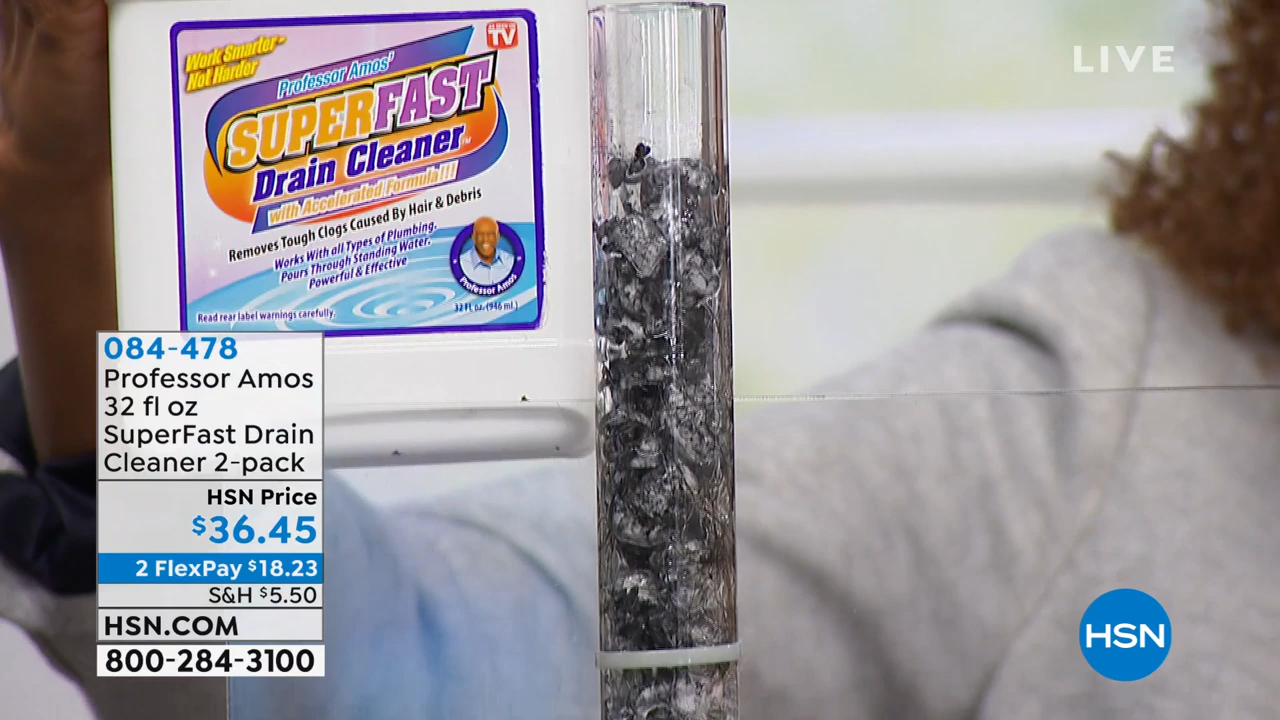 Work Smarter-
Not Harder
AS SEEN ON
TV
Professor Amos'
SUPERFAST
Drain Cleaner™
with Accelerated Formula!!!
Removes Tough Clogs Caused By Hair & Debris
Works With all Types of Plumbing.
Pours Through Standing Water.
Powerful & Effective
Professor Amos
Read rear label warnings carefully.
32 FL oz. (946 ml.)
LIVE
084-478
Professor Amos
32 fl oz
SuperFast Drain
Cleaner 2-pack
HSN Price
$36.45
2 FlexPay $18.23
S&H $5.50
HSN.COM
800-284-3100
HSN